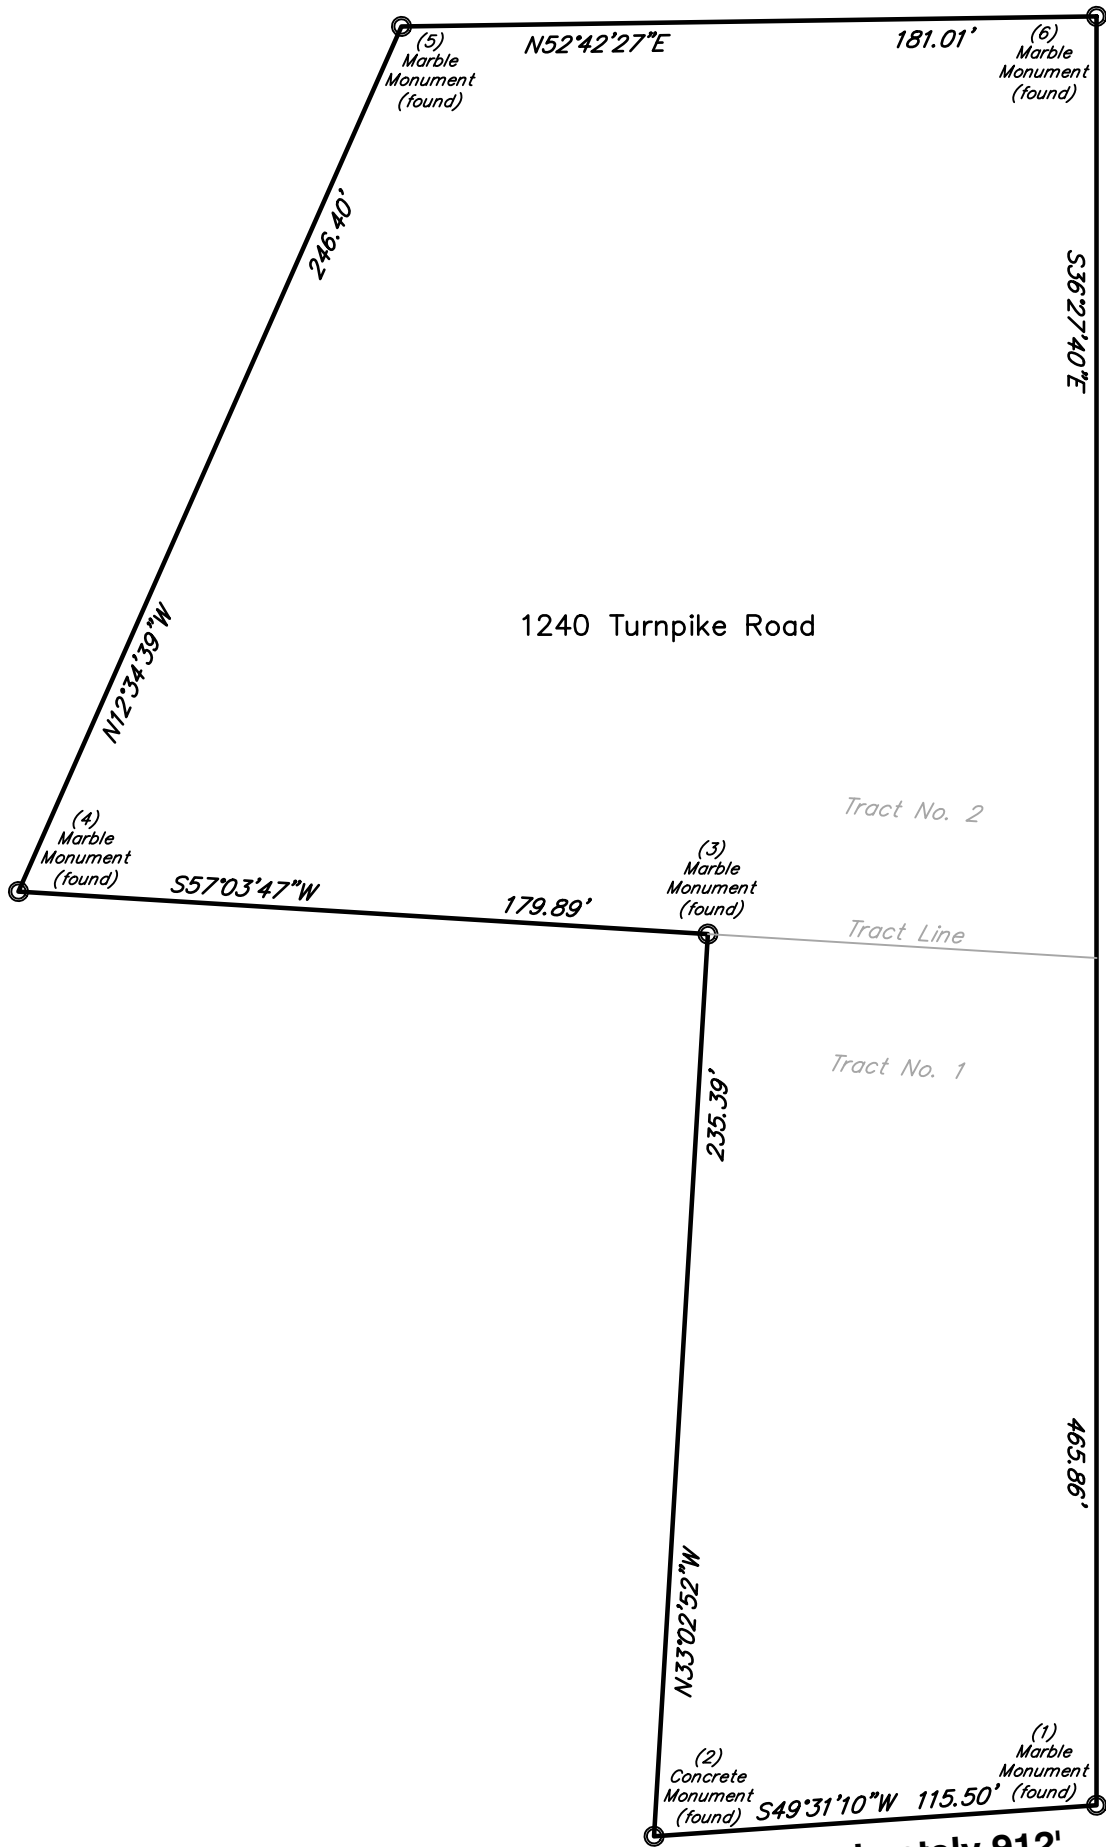 N52°42'27"E
181.01'
(5)
Marble
Monument
(found)
(6)
Marble
Monument
(found)
246.40'
S36°27'40"E
N12°34'39"W
1240 Turnpike Road
Tract No. 2
(4)
Marble
Monument
(found)
(3)
Marble
Monument
(found)
S57°03'47"W
179.89'
Tract Line
Tract No. 1
235.39'
465.86'
N33°02'52"W
(1)
Marble
Monument
(found)
(2)
Concrete
Monument
(found)
S49°31'10"W 115.50'
912'